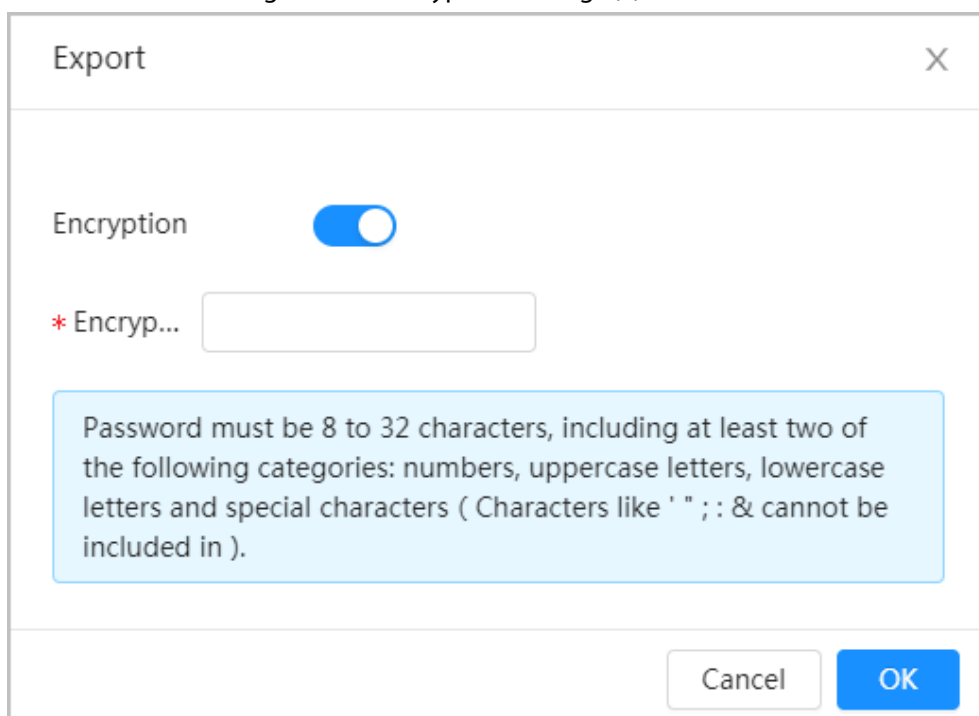 Export
X
Encryption
* Encryp...
Password must be 8 to 32 characters, including at least two of
the following categories: numbers, uppercase letters, lowercase
letters and special characters ( Characters like ' " ; : & cannot be
included in ).
Cancel
OK